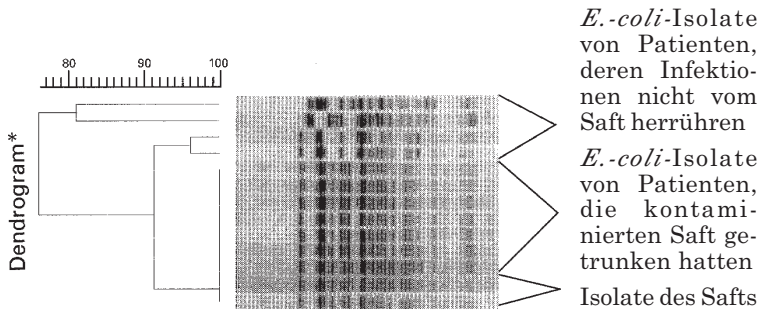 80 90 100
Dendrogram*
E.-coli-Isolate
von Patienten,
deren Infektio-
nen nicht vom
Saft herrühren
E.-coli-Isolate
von Patienten,
die kontami-
nierten Saft ge-
trunken hatten
Isolate des Safts